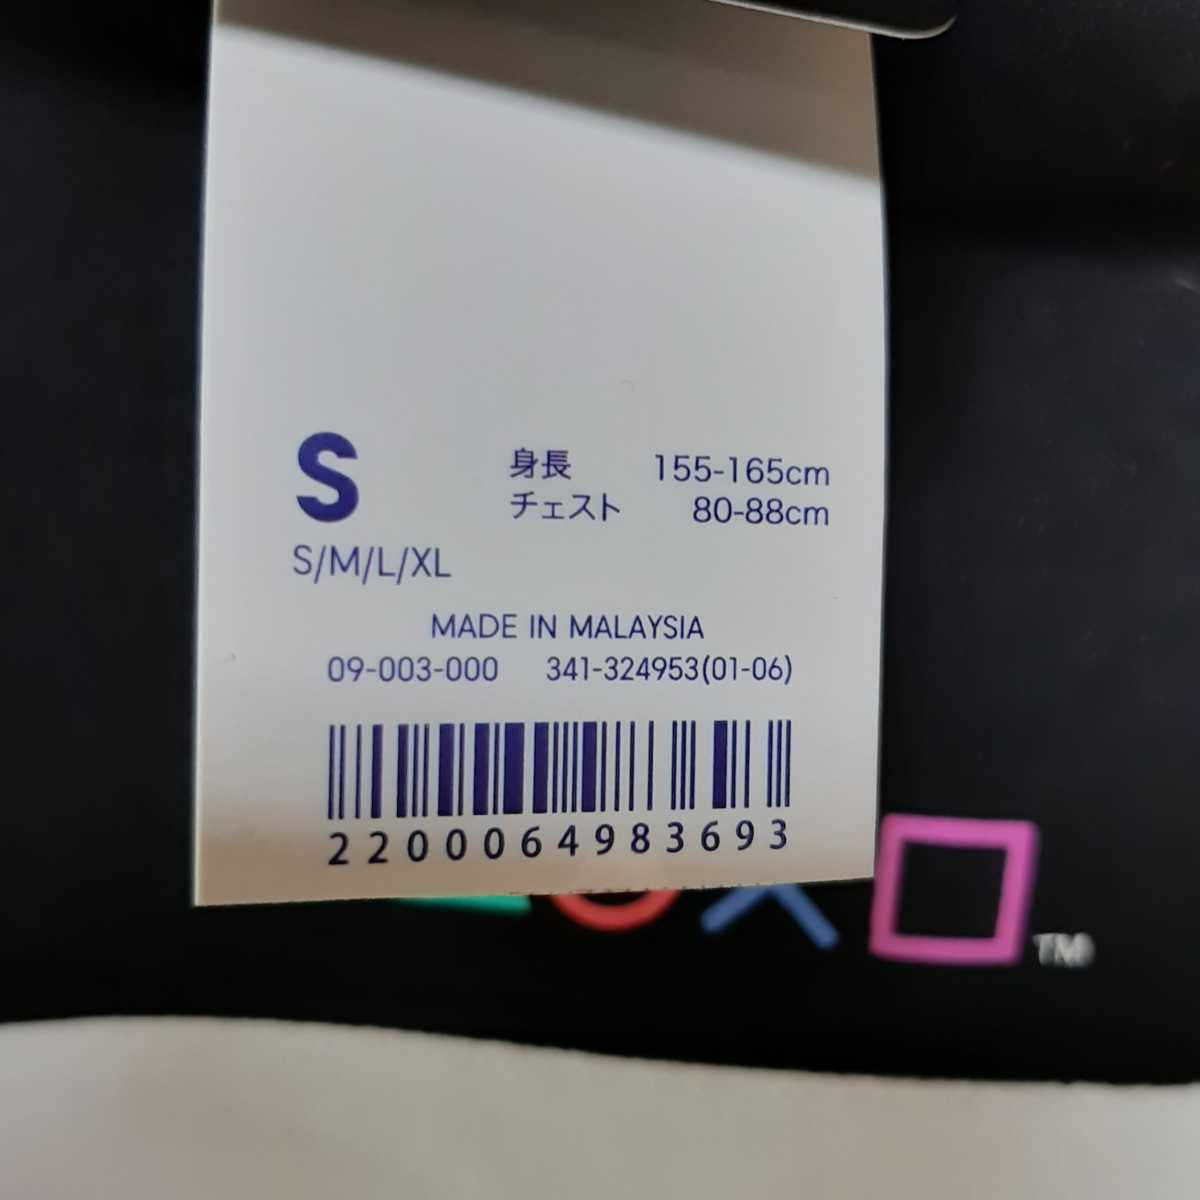 S
身長 155-165cm
チェスト 80-88cm
S/M/L/XL
MADE IN MALAYSIA
09-003-000 341-324953(01-06)
2200064983693
TM